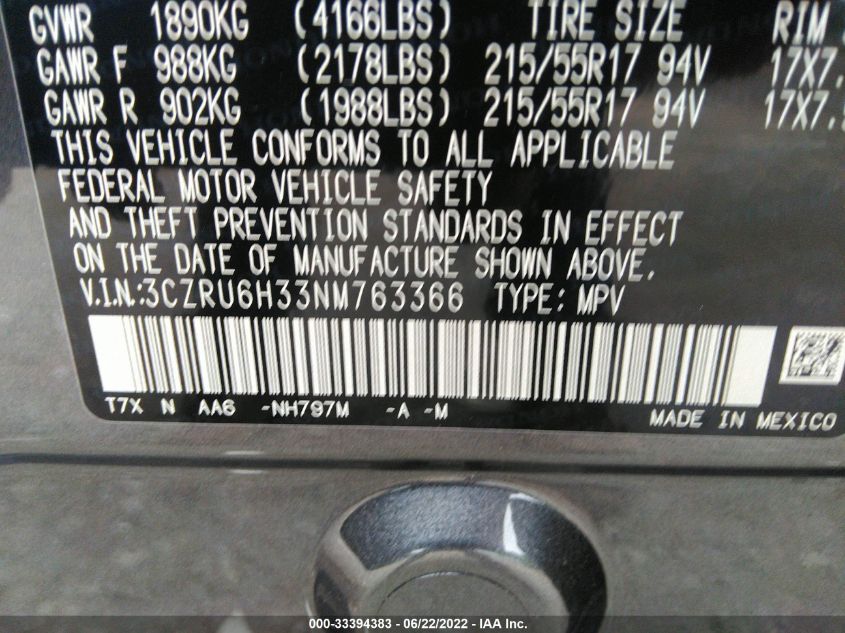 GVWR 1890KG (4166LBS) TIRE SIZE RIM
GAWR F 988KG (2178LBS) 215/55R17 94V 17X7.
GAWR R 902KG (1988LBS) 215/55R17 94V 17X7.
THIS VEHICLE CONFORMS TO ALL APPLICABLE
FEDERAL MOTOR VEHICLE SAFETY
AND THEFT PREVENTION STANDARDS IN EFFECT
ON THE DATE OF MANUFACTURE SHOWN ABOVE.
V.I.N.:3CZRU6H33NM763366 TYPE: MPV
T7X N AA6 -NH797M -A -M
MADE IN MEXICO
000-33394383 - 06/22/2022 - IAA Inc.